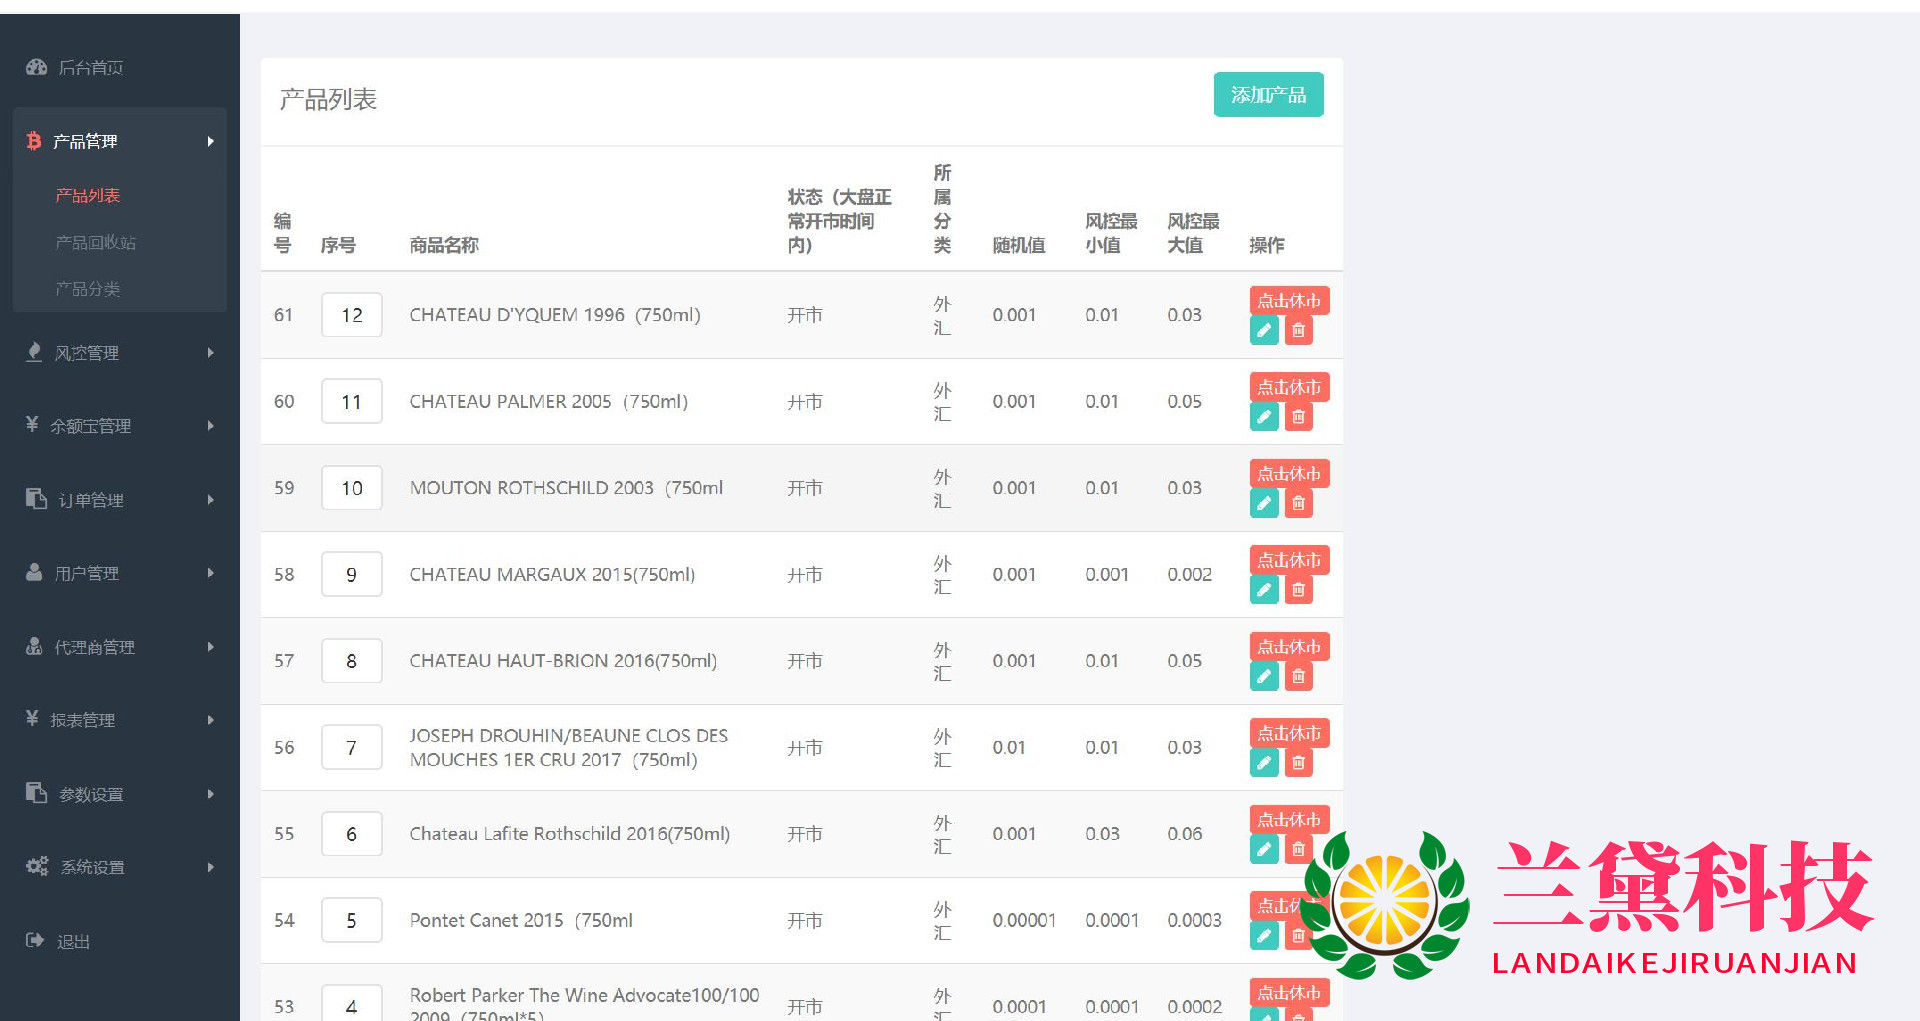 后台首页
产品管理
产品列表
产品回收站
产品分类
风控管理
余额宝管理
订单管理
用户管理
代理商管理
报表管理
参数设置
系统设置
退出
产品列表
添加产品
编号 序号 商品名称 状态（大盘正常开市时间内） 所属分类 随机值 风控最小值 风控最大值 操作
61 12 CHATEAU D'YQUEM 1996 (750ml) 开市 外汇 0.001 0.01 0.03 点击休市
60 11 CHATEAU PALMER 2005 (750ml) 开市 外汇 0.001 0.01 0.05 点击休市
59 10 MOUTON ROTHSCHILD 2003 (750ml 开市 外汇 0.001 0.01 0.03 点击休市
58 9 CHATEAU MARGAUX 2015(750ml) 开市 外汇 0.001 0.001 0.002 点击休市
57 8 CHATEAU HAUT-BRION 2016(750ml) 开市 外汇 0.001 0.01 0.05 点击休市
56 7 JOSEPH DROUHIN/BEAUNE CLOS DES
MOUCHES 1ER CRU 2017 (750ml) 开市 外汇 0.01 0.01 0.03 点击休市
55 6 Chateau Lafite Rothschild 2016(750ml) 开市 外汇 0.001 0.03 0.06 点击休市
54 5 Pontet Canet 2015 (750ml 开市 外汇 0.00001 0.0001 0.0003 点击
53 4 Robert Parker The Wine Advocate100/100
2009 (750ml*5) 开市 外汇 0.0001 0.0001 0.0002 点击休市
兰黛科技
LANDAIKEJIRUANJIAN